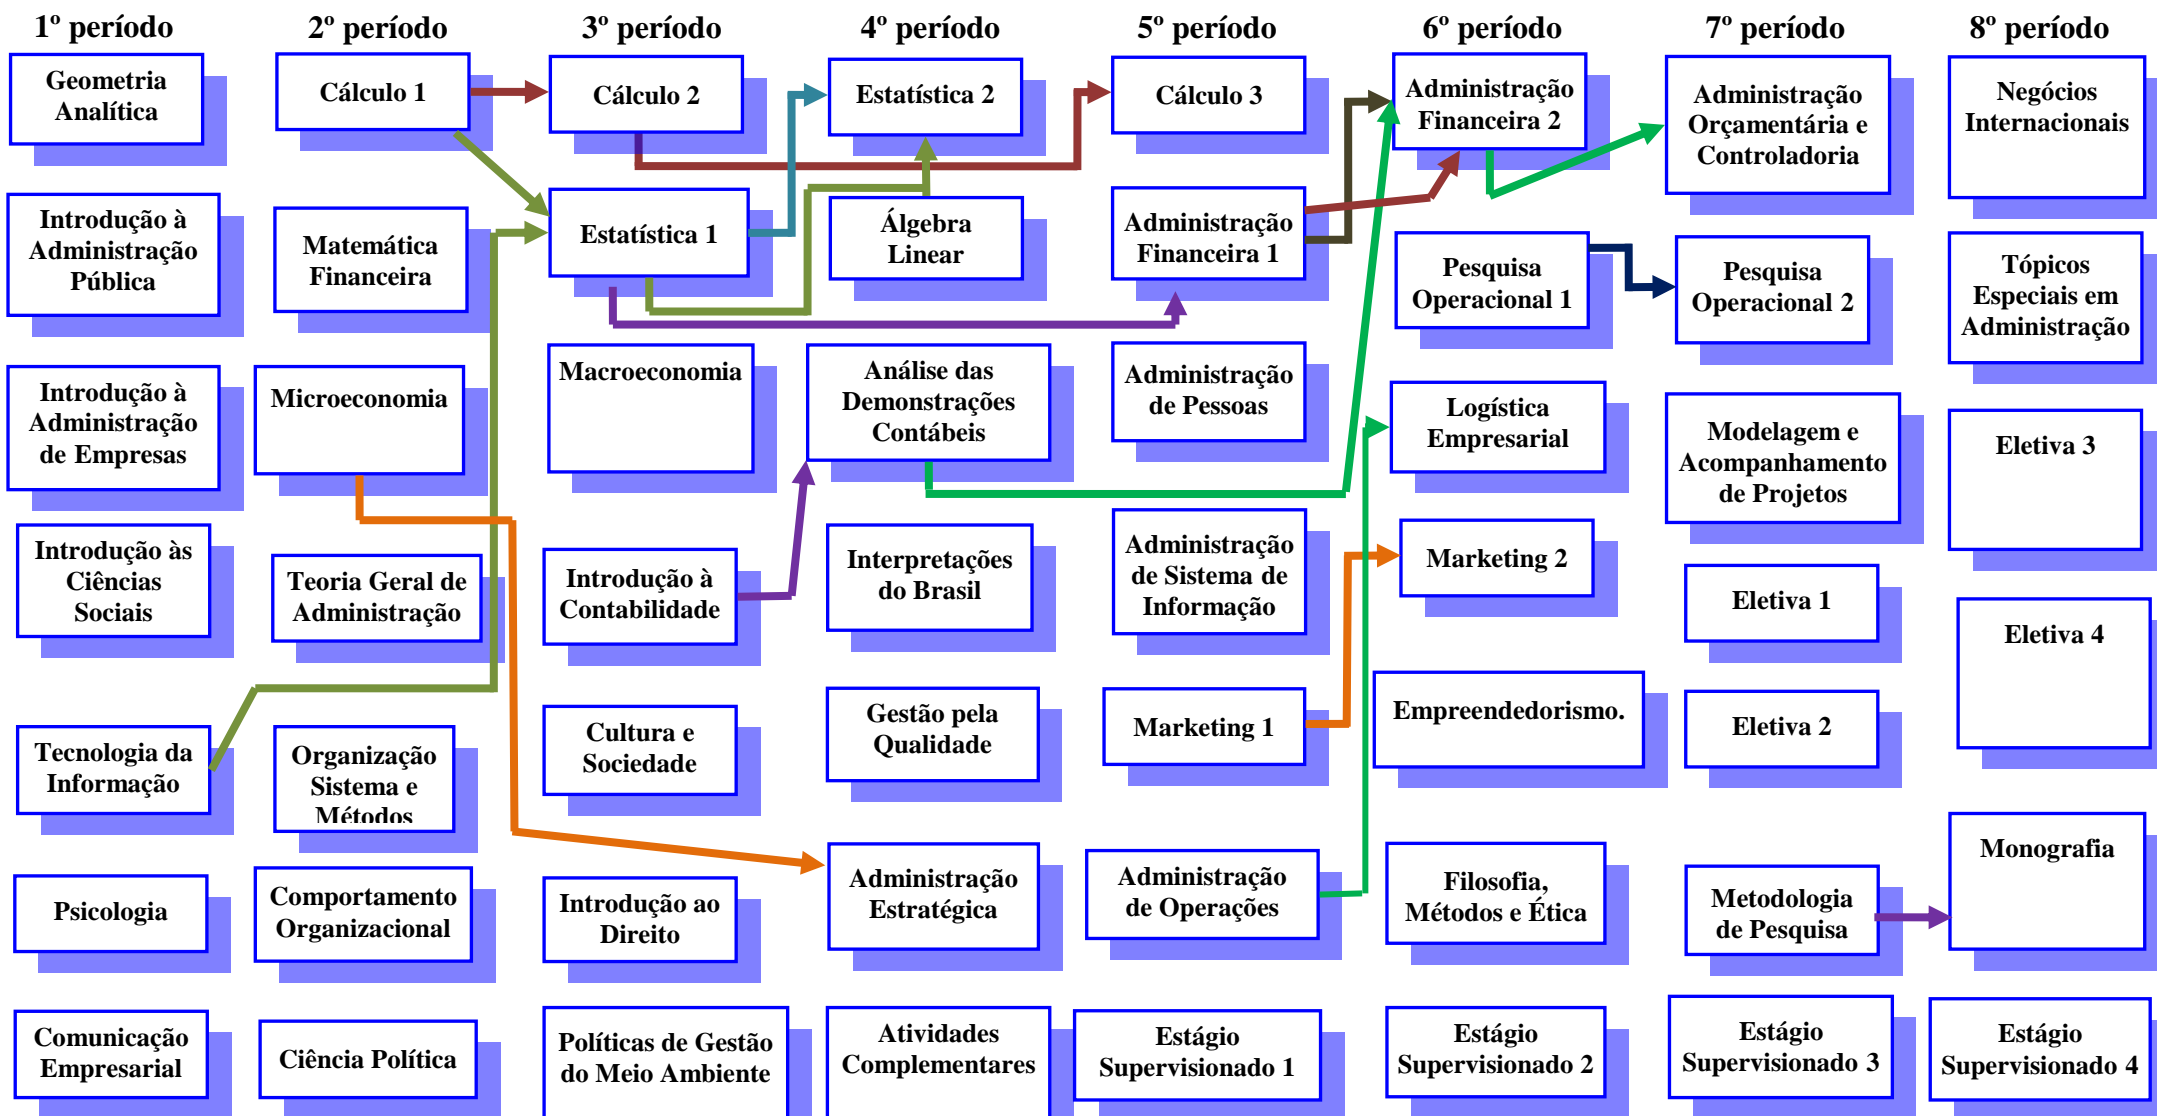 1º período
2º período
3º período
4º período
5º período
6º período
7º período
8º período
Geometria
Analítica
Introdução à
Administração
Pública
Introdução à
Administração
de Empresas
Introdução às
Ciências
Sociais
Tecnologia da
Informação
Psicologia
Comunicação
Empresarial
Cálculo 1
Matemática
Financeira
Microeconomia
Teoria Geral de
Administração
Organização
Sistema e
Métodos
Comportamento
Organizacional
Ciência Política
Cálculo 2
Estatística 1
Macroeconomia
Introdução à
Contabilidade
Cultura e
Sociedade
Introdução ao
Direito
Políticas de Gestão
do Meio Ambiente
Estatística 2
Álgebra
Linear
Análise das
Demonstrações
Contábeis
Interpretações
do Brasil
Gestão pela
Qualidade
Administração
Estratégica
Atividades
Complementares
Cálculo 3
Administração
Financeira 1
Administração
de Pessoas
Administração
de Sistema de
Informação
Marketing 1
Administração
de Operações
Estágio
Supervisionado 1
Administração
Financeira 2
Pesquisa
Operacional 1
Logística
Empresarial
Marketing 2
Empreendedorismo.
Filosofia,
Métodos e Ética
Estágio
Supervisionado 2
Administração
Orçamentária e
Controladoria
Pesquisa
Operacional 2
Modelagem e
Acompanhamento
de Projetos
Eletiva 1
Eletiva 2
Metodologia
de Pesquisa
Estágio
Supervisionado 3
Negócios
Internacionais
Tópicos
Especiais em
Administração
Eletiva 3
Eletiva 4
Monografia
Estágio
Supervisionado 4